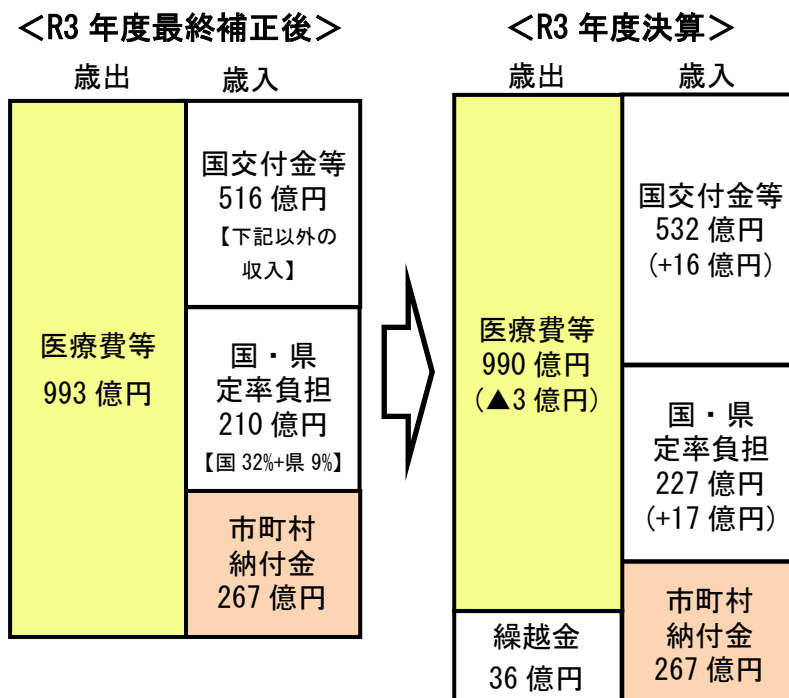 ＜R3 年度最終補正後＞
歳出
歳入
医療費等
993 億円
国交付金等
516 億円
【下記以外の
収入】
国・県
定率負担
210 億円
【国 32%+県 9%】
市町村
納付金
267 億円
＜R3 年度決算＞
歳出
歳入
医療費等
990 億円
(▲3 億円)
繰越金
36 億円
国交付金等
532 億円
(+16 億円)
国・県
定率負担
227 億円
(+17 億円)
市町村
納付金
267 億円